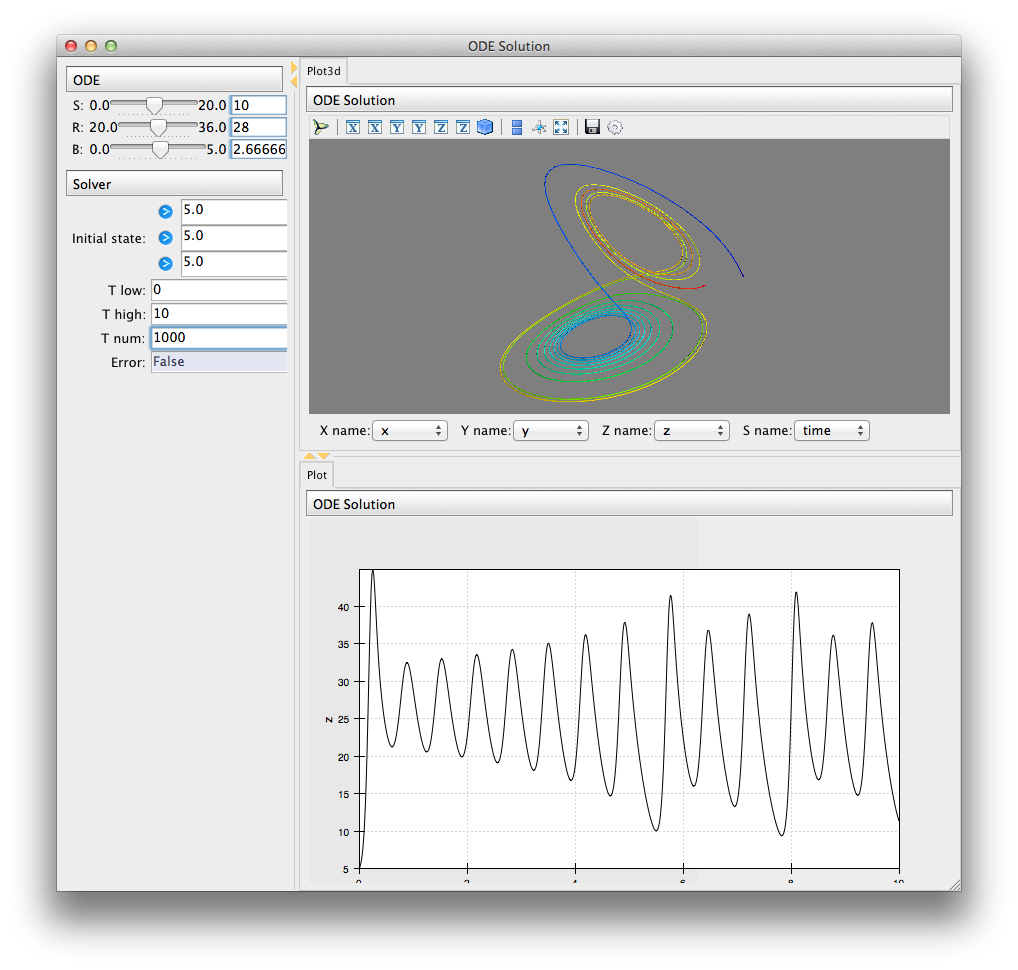 ODE Solution
ODE
S: 0.0 20.0 10
R: 20.0 36.0 28
B: 0.0 5.0 2.66666
Solver
5.0
Initial state: 5.0
5.0
T low: 0
T high: 10
T num: 1000
Error: False
Plot3d
ODE Solution
X X Y Y Z Z
X name: x Y name: y Z name: z S name: time
Plot
ODE Solution
40
35
30
z 25
20
15
10
5
0 2 4 6 8 10